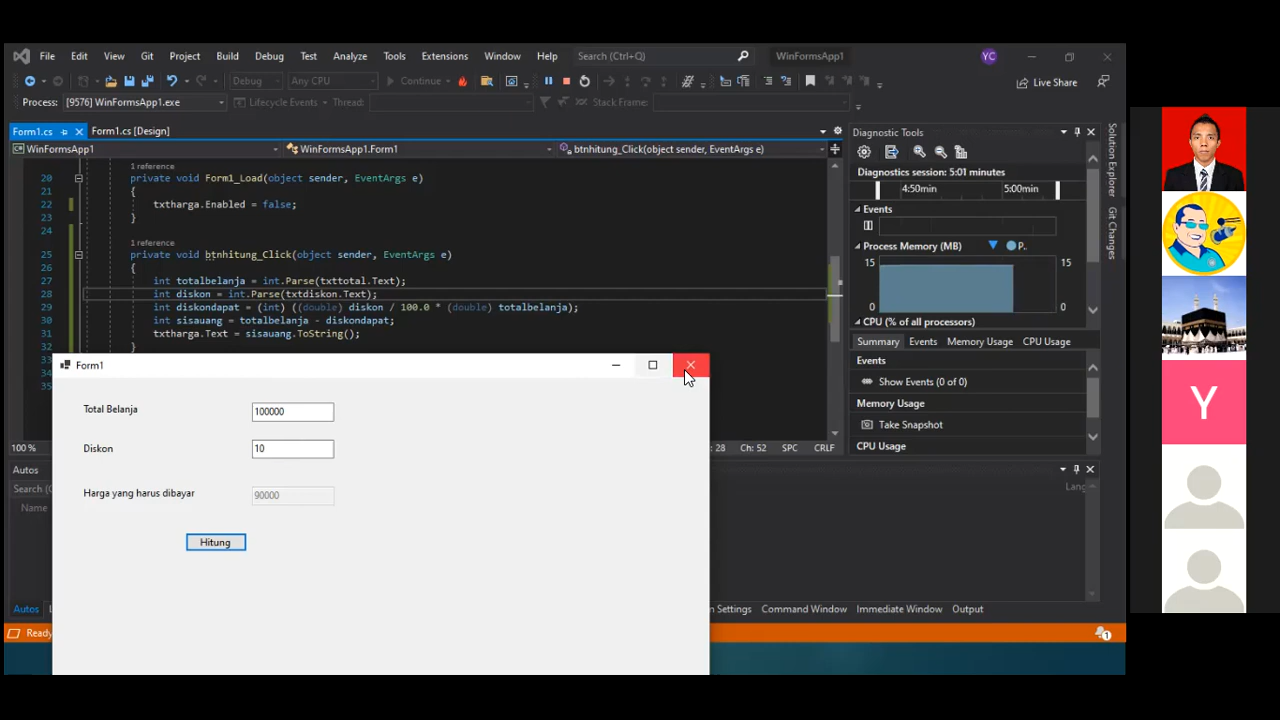 File Edit View Git Project Build Debug Test Analyze Tools Extensions Window Help Search (Ctrl+Q) WinFormsApp1 YC
Debug Any CPU Continue Live Share
Process: [9576] WinFormsApp1.exe Lifecycle Events Thread: Stack Frame:
Form1.cs Form1.cs [Design]
WinFormsApp1 WinFormsApp1.Form1 btnhitung_Click(object sender, EventArgs e)
1 reference
20 private void Form1_Load(object sender, EventArgs e)
21 {
22 txtharga.Enabled = false;
23 }
24
1 reference
25 private void btnhitung_Click(object sender, EventArgs e)
26 {
27 int totalbelanja = int.Parse(txttotal.Text);
28 int diskon = int.Parse(txtdiskon.Text);
29 int diskondapat = (int) ((double) diskon / 100.0 * (double) totalbelanja);
30 int sisauang = totalbelanja - diskondapat;
31 txtharga.Text = sisauang.ToString();
32 }
100 %
: 28 Ch: 52 SPC CRLF
Diagnostic Tools
Diagnostics session: 5:01 minutes
4:50min 5:00min
Events
Process Memory (MB) P..
15 15
0 0
CPU (% of all processors)
Summary Events Memory Usage CPU Usage
Events
Show Events (0 of 0)
Memory Usage
Take Snapshot
CPU Usage
Solution Explorer
Git Changes
Form1
Total Belanja 100000
Diskon 10
Harga yang harus dibayar 90000
Hitung
Autos
Search (C
Name
Lang
Autos
n Settings Command Window Immediate Window Output
Ready
1
Y